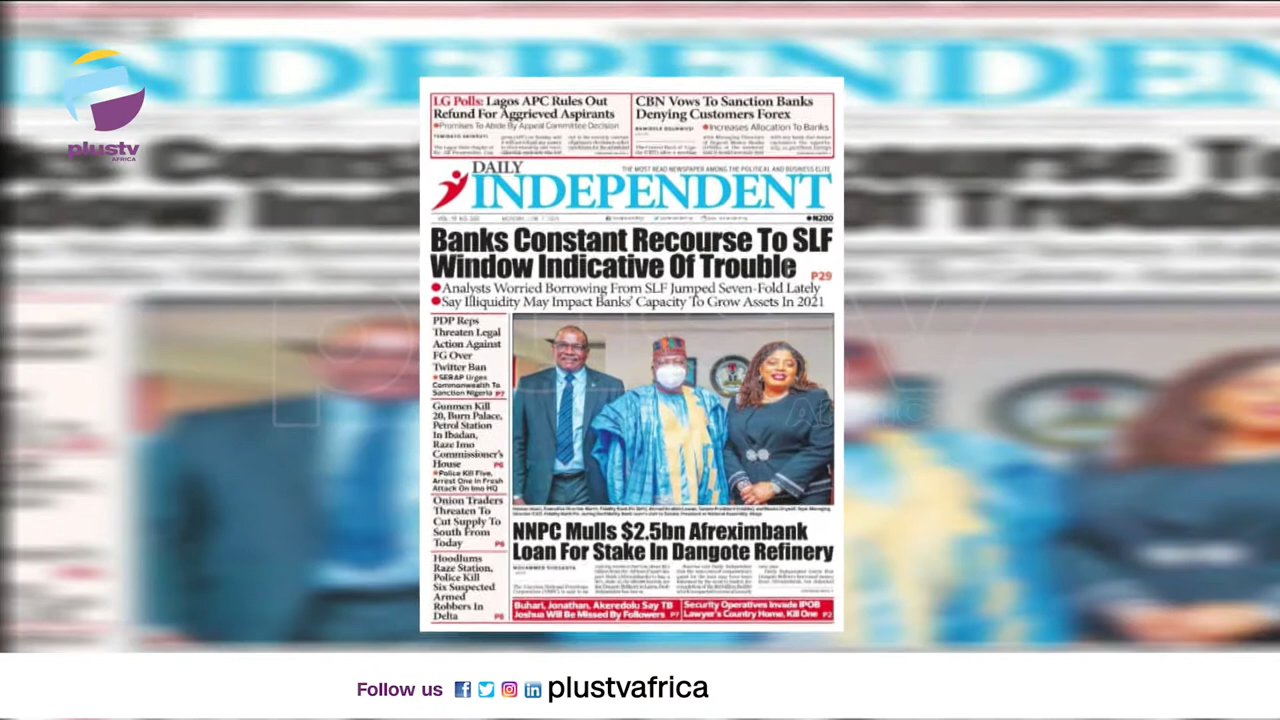 INDEPENDEN
plustv
AFRICA
LG Polls: Lagos APC Rules Out
Refund For Aggrieved Aspirants
Promises To Abide By Appeal Committee Decision
CBN Vows To Sanction Banks
Denying Customers Forex
Increases Allocation To Banks
DAILY
THE MOST READ NEWSPAPER AMONG THE POLITICAL AND BUSINESS ELITE
INDEPENDENT
N200
Banks Constant Recourse To SLF
Window Indicative Of Trouble P29
Analysts Worried Borrowing From SLF Jumped Seven-Fold Lately
Say Illiquidity May Impact Banks' Capacity To Grow Assets In 2021
PDP Reps
Threaten Legal
Action Against
FG Over
Twitter Ban
SERAP Urges
Commonwealth To
Sanction Nigeria P7
Gunmen Kill
20, Burn Palace,
Petrol Station
In Ibadan,
Raze Imo
Commissioner's
House P6
Police Kill Five,
Arrest One In Fresh
Attack On Imo HQ
Onion Traders
Threaten To
Cut Supply To
South From
Today P6
Hoodlums
Raze Station,
Police Kill
Six Suspected
Armed
Robbers In
Delta P6
NNPC Mulls $2.5bn Afreximbank
Loan For Stake In Dangote Refinery
Buhari, Jonathan, Akeredolu Say TB
Joshua Will Be Missed By Followers P7
Security Operatives Invade IPOB
Lawyer's Country Home, Kill One P2
Follow us plustvafrica